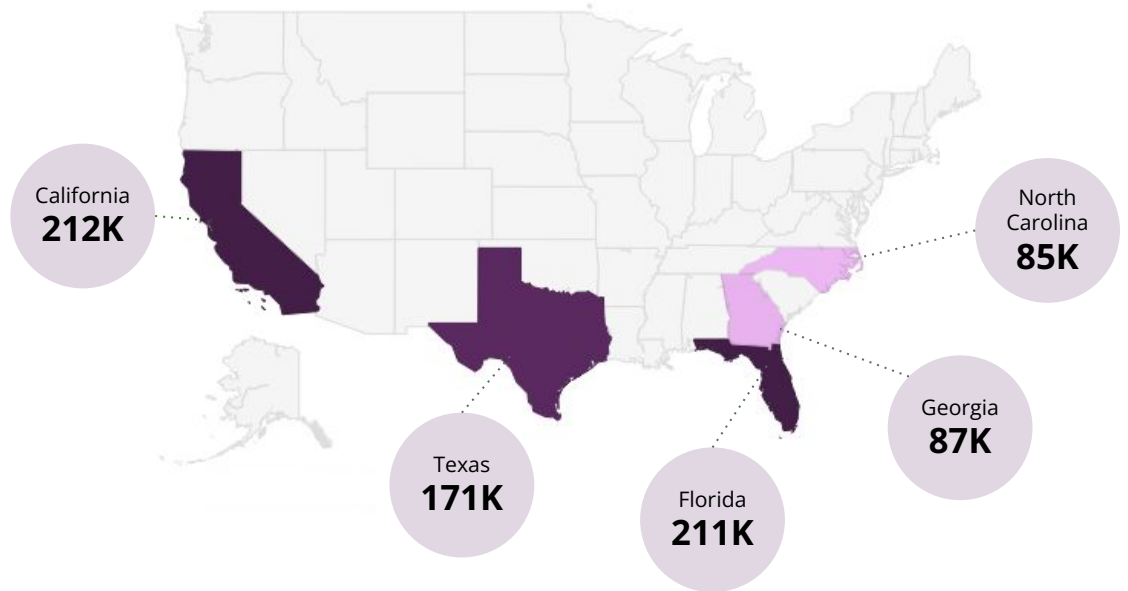 California
212K
North
Carolina
85K
Georgia
87K
Texas
171K
Florida
211K